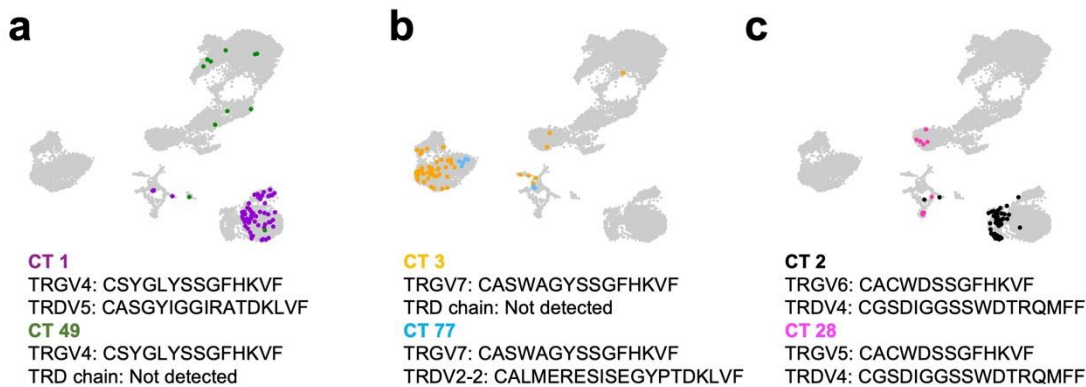 a
b
c
CT 1
TRGV4: CSYGLYSSGFHKVF
TRDV5: CASGYIGGIRATDKLVF
CT 49
TRGV4: CSYGLYSSGFHKVF
TRD chain: Not detected
CT 3
TRGV7: CASWAGYSSGFHKVF
TRD chain: Not detected
CT 77
TRGV7: CASWAGYSSGFHKVF
TRDV2-2: CALMERESISEGYPTDKLVF
CT 2
TRGV6: CACWDSSGFHKVF
TRDV4: CGSDIGGSSWDTRQMFF
CT 28
TRGV5: CACWDSSGFHKVF
TRDV4: CGSDIGGSSWDTRQMFF